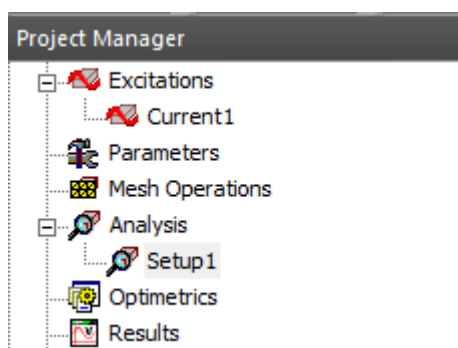 Project Manager
Excitations
Current1
Parameters
Mesh Operations
Analysis
Setup1
Optimetrics
Results